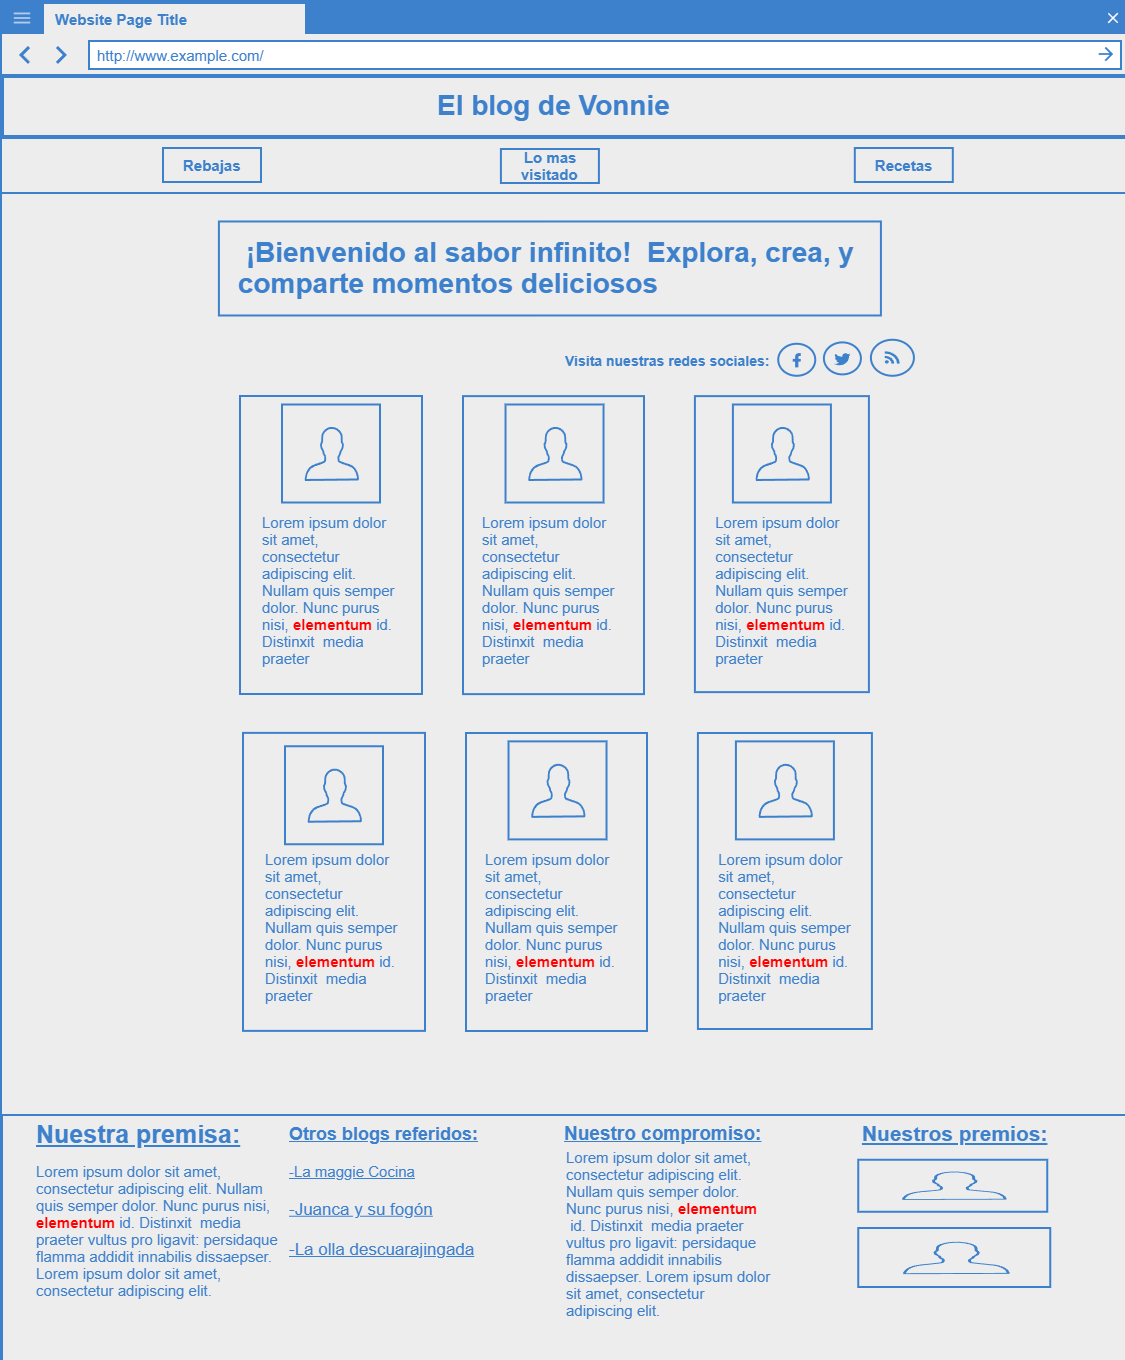 Website Page Title
http://www.example.com/
El blog de Vonnie
Rebajas
Lo mas
visitado
Recetas
¡Bienvenido al sabor infinito!  Explora, crea, y
comparte momentos deliciosos
Visita nuestras redes sociales:
Lorem ipsum dolor
sit amet,
consectetur
adipiscing elit.
Nullam quis semper
dolor. Nunc purus
nisi, elementum id.
Distinxit  media
praeter
Lorem ipsum dolor
sit amet,
consectetur
adipiscing elit.
Nullam quis semper
dolor. Nunc purus
nisi, elementum id.
Distinxit  media
praeter
Lorem ipsum dolor
sit amet,
consectetur
adipiscing elit.
Nullam quis semper
dolor. Nunc purus
nisi, elementum id.
Distinxit  media
praeter
Lorem ipsum dolor
sit amet,
consectetur
adipiscing elit.
Nullam quis semper
dolor. Nunc purus
nisi, elementum id.
Distinxit  media
praeter
Lorem ipsum dolor
sit amet,
consectetur
adipiscing elit.
Nullam quis semper
dolor. Nunc purus
nisi, elementum id.
Distinxit  media
praeter
Lorem ipsum dolor
sit amet,
consectetur
adipiscing elit.
Nullam quis semper
dolor. Nunc purus
nisi, elementum id.
Distinxit  media
praeter
Nuestra premisa:
Lorem ipsum dolor sit amet,
consectetur adipiscing elit. Nullam
quis semper dolor. Nunc purus nisi,
elementum id. Distinxit  media
praeter vultus pro ligavit: persidaque
flamma addidit innabilis dissaepser.
Lorem ipsum dolor sit amet,
consectetur adipiscing elit.
Otros blogs referidos:
-La maggie Cocina
-Juanca y su fogón
-La olla descuarajingada
Nuestro compromiso:
Lorem ipsum dolor sit amet,
consectetur adipiscing elit.
Nullam quis semper dolor.
Nunc purus nisi, elementum
id. Distinxit  media praeter
vultus pro ligavit: persidaque
flamma addidit innabilis
dissaepser. Lorem ipsum dolor
sit amet, consectetur
adipiscing elit.
Nuestros premios: